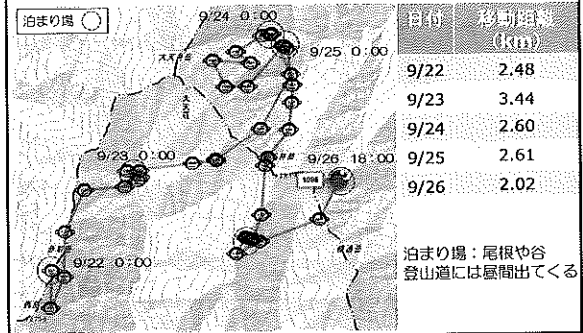 泊まり場
9/24 0:00
9/25 0:00
9/23 0:00
9/26 18:00
9/22 0:00
日付 移動距離
(km)
9/22 2.48
9/23 3.44
9/24 2.60
9/25 2.61
9/26 2.02
泊まり場：尾根や谷
登山道には昼間出てくる